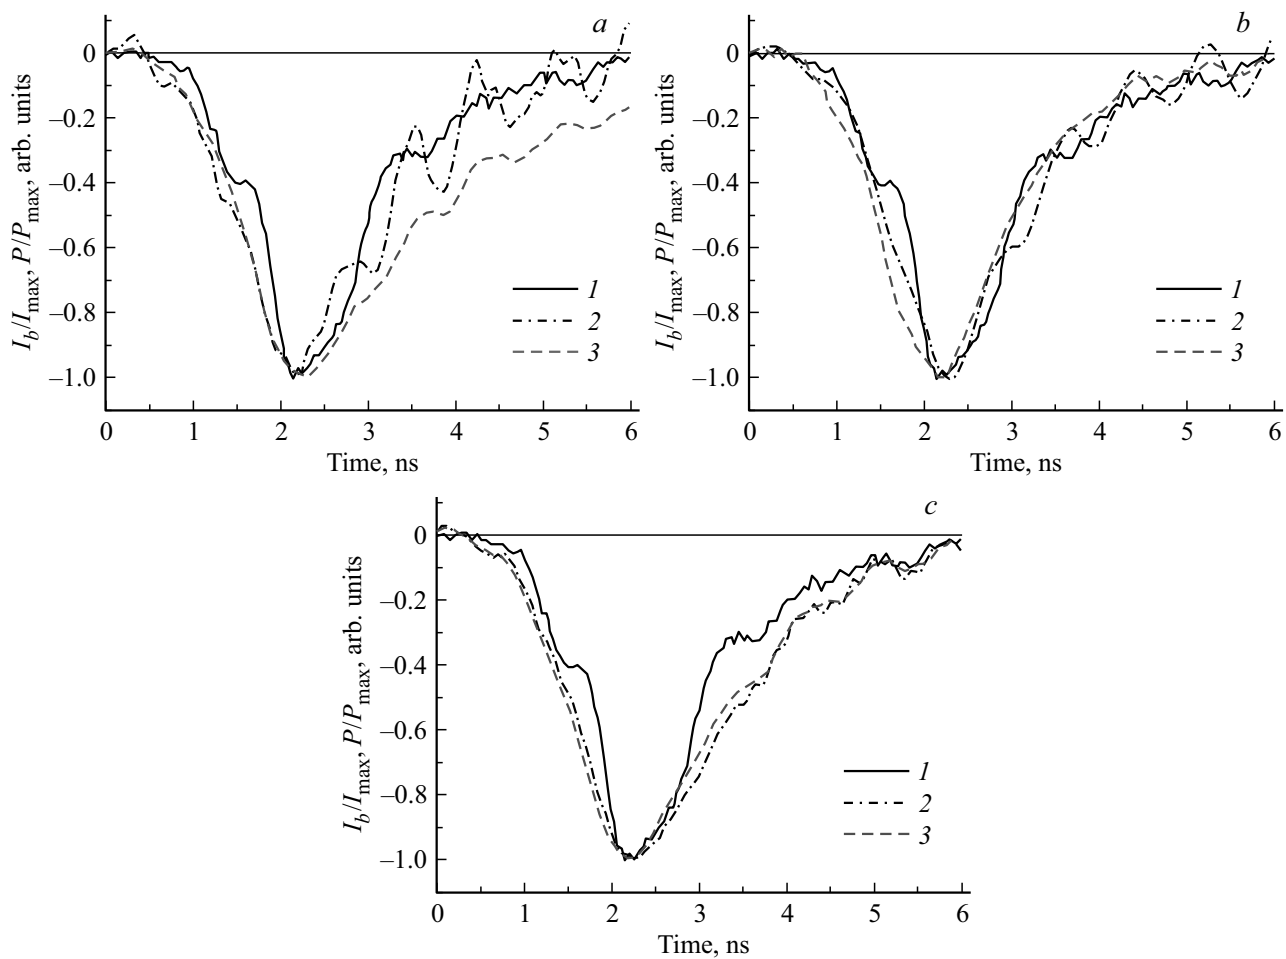 a
0
–0.2
–0.4
–0.6
–0.8
–1.0
I_b/I_max, P/P_max, arb. units
1
2
3
0 1 2 3 4 5 6
Time, ns
b
0
–0.2
–0.4
–0.6
–0.8
–1.0
I_b/I_max, P/P_max, arb. units
1
2
3
0 1 2 3 4 5 6
Time, ns
c
0
–0.2
–0.4
–0.6
–0.8
–1.0
I_b/I_max, P/P_max, arb. units
1
2
3
0 1 2 3 4 5 6
Time, ns